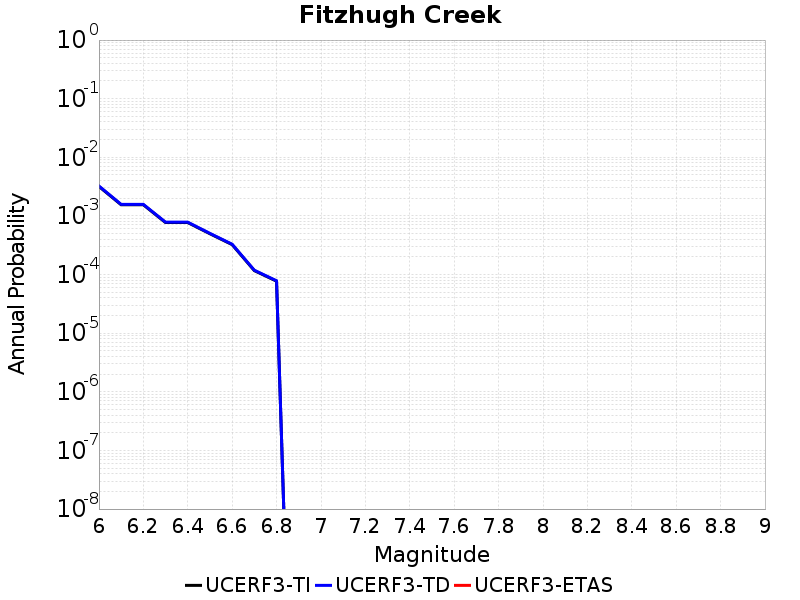 Fitzhugh Creek
Annual Probability
10^0
10^-1
10^-2
10^-3
10^-4
10^-5
10^-6
10^-7
10^-8
6 6.2 6.4 6.6 6.8 7 7.2 7.4 7.6 7.8 8 8.2 8.4 8.6 8.8 9
Magnitude
UCERF3-TI UCERF3-TD UCERF3-ETAS